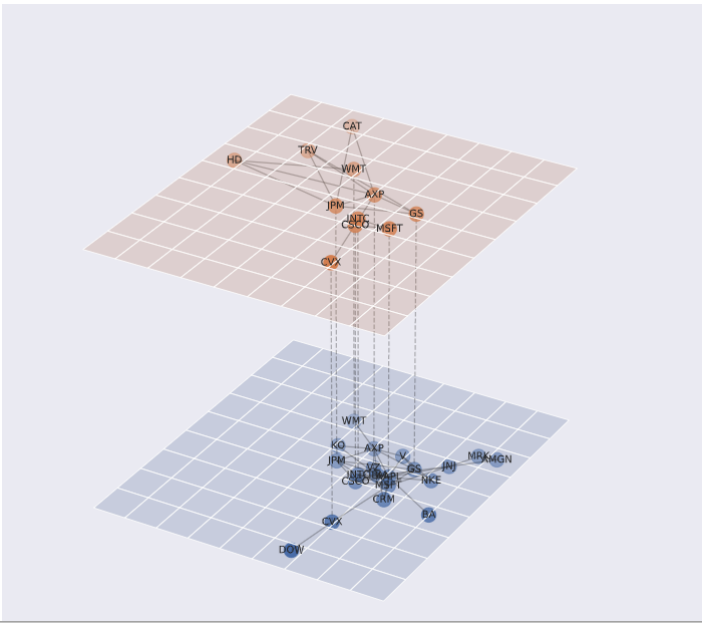 CAT
TRV
HD
WMT
AXP
JPM
GS
INTC
CSCO
MSFT
CVX
WMT
KO
AXP
V
JPM
MRK
AMGN
VZ
GS
JNJ
CSCO
MSFT
NKE
CRM
BA
CVX
DOW